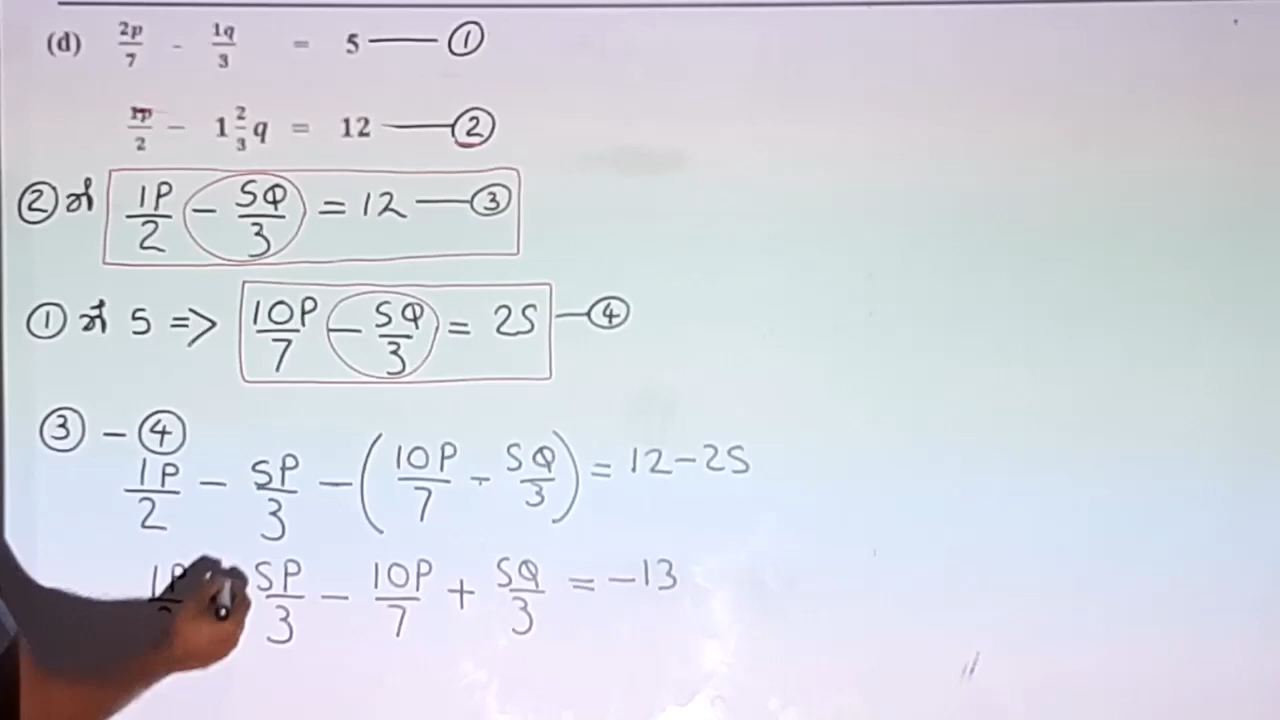 (d) 2p/7 - 1q/3 = 5 — ①
1p/2 - 1 2/3 q = 12 — ②
② න් 1P/2 - 5Q/3 = 12 — ③
① න් 5 => 10P/7 - 5Q/3 = 25 — ④
③ - ④
1P/2 - 5P/3 - (10P/7 - 5Q/3) = 12 - 25
1P/2 - 5P/3 - 10P/7 + 5Q/3 = -13